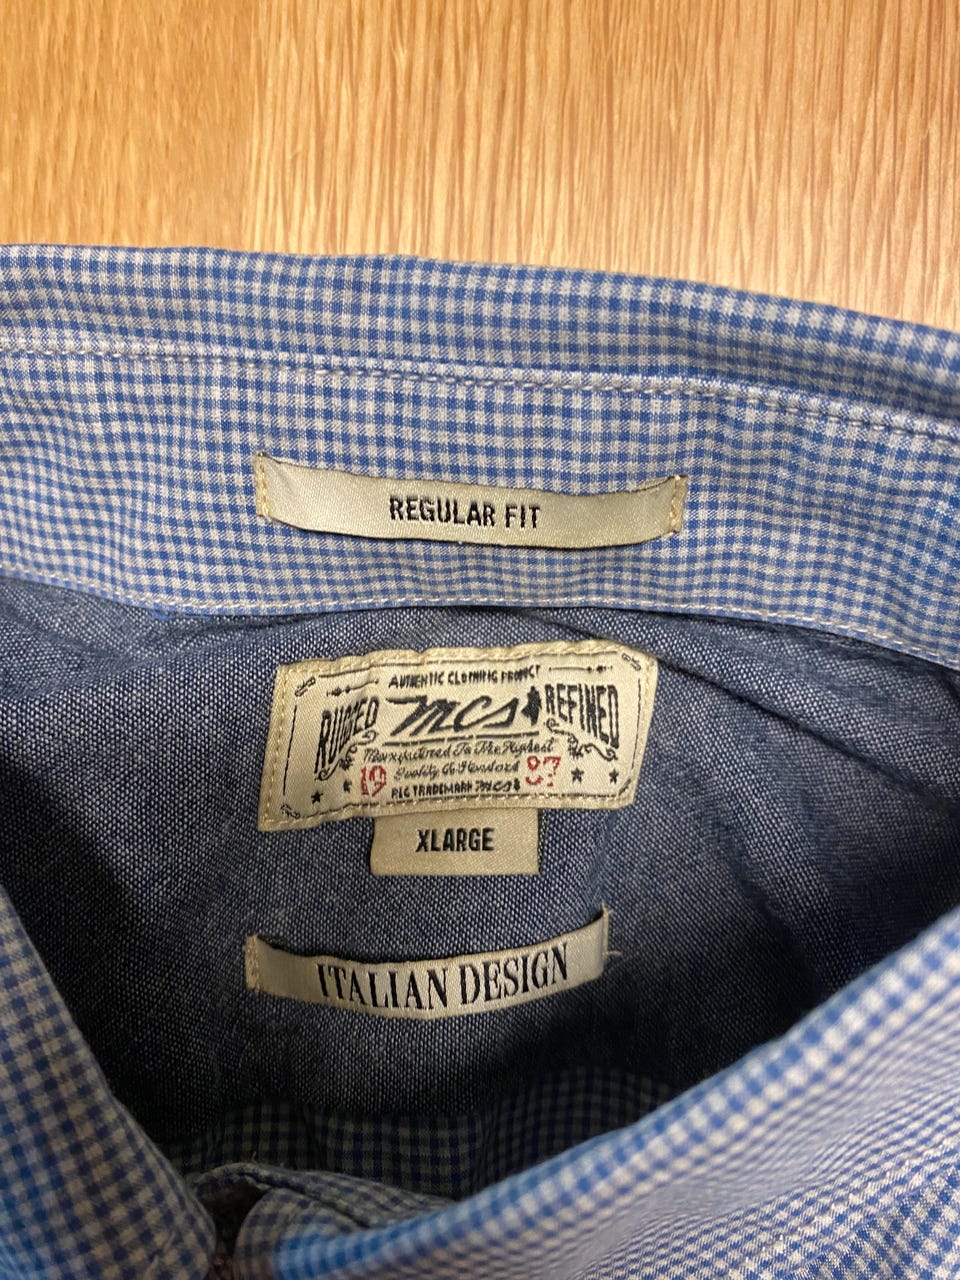 REGULAR FIT
AUTHENTIC CLOTHING PRODUCT
RUGGED mcs REFINED
Manufactured To The Highest
19 Quality & Standard 87
REG TRADEMARK mcs
XLARGE
ITALIAN DESIGN